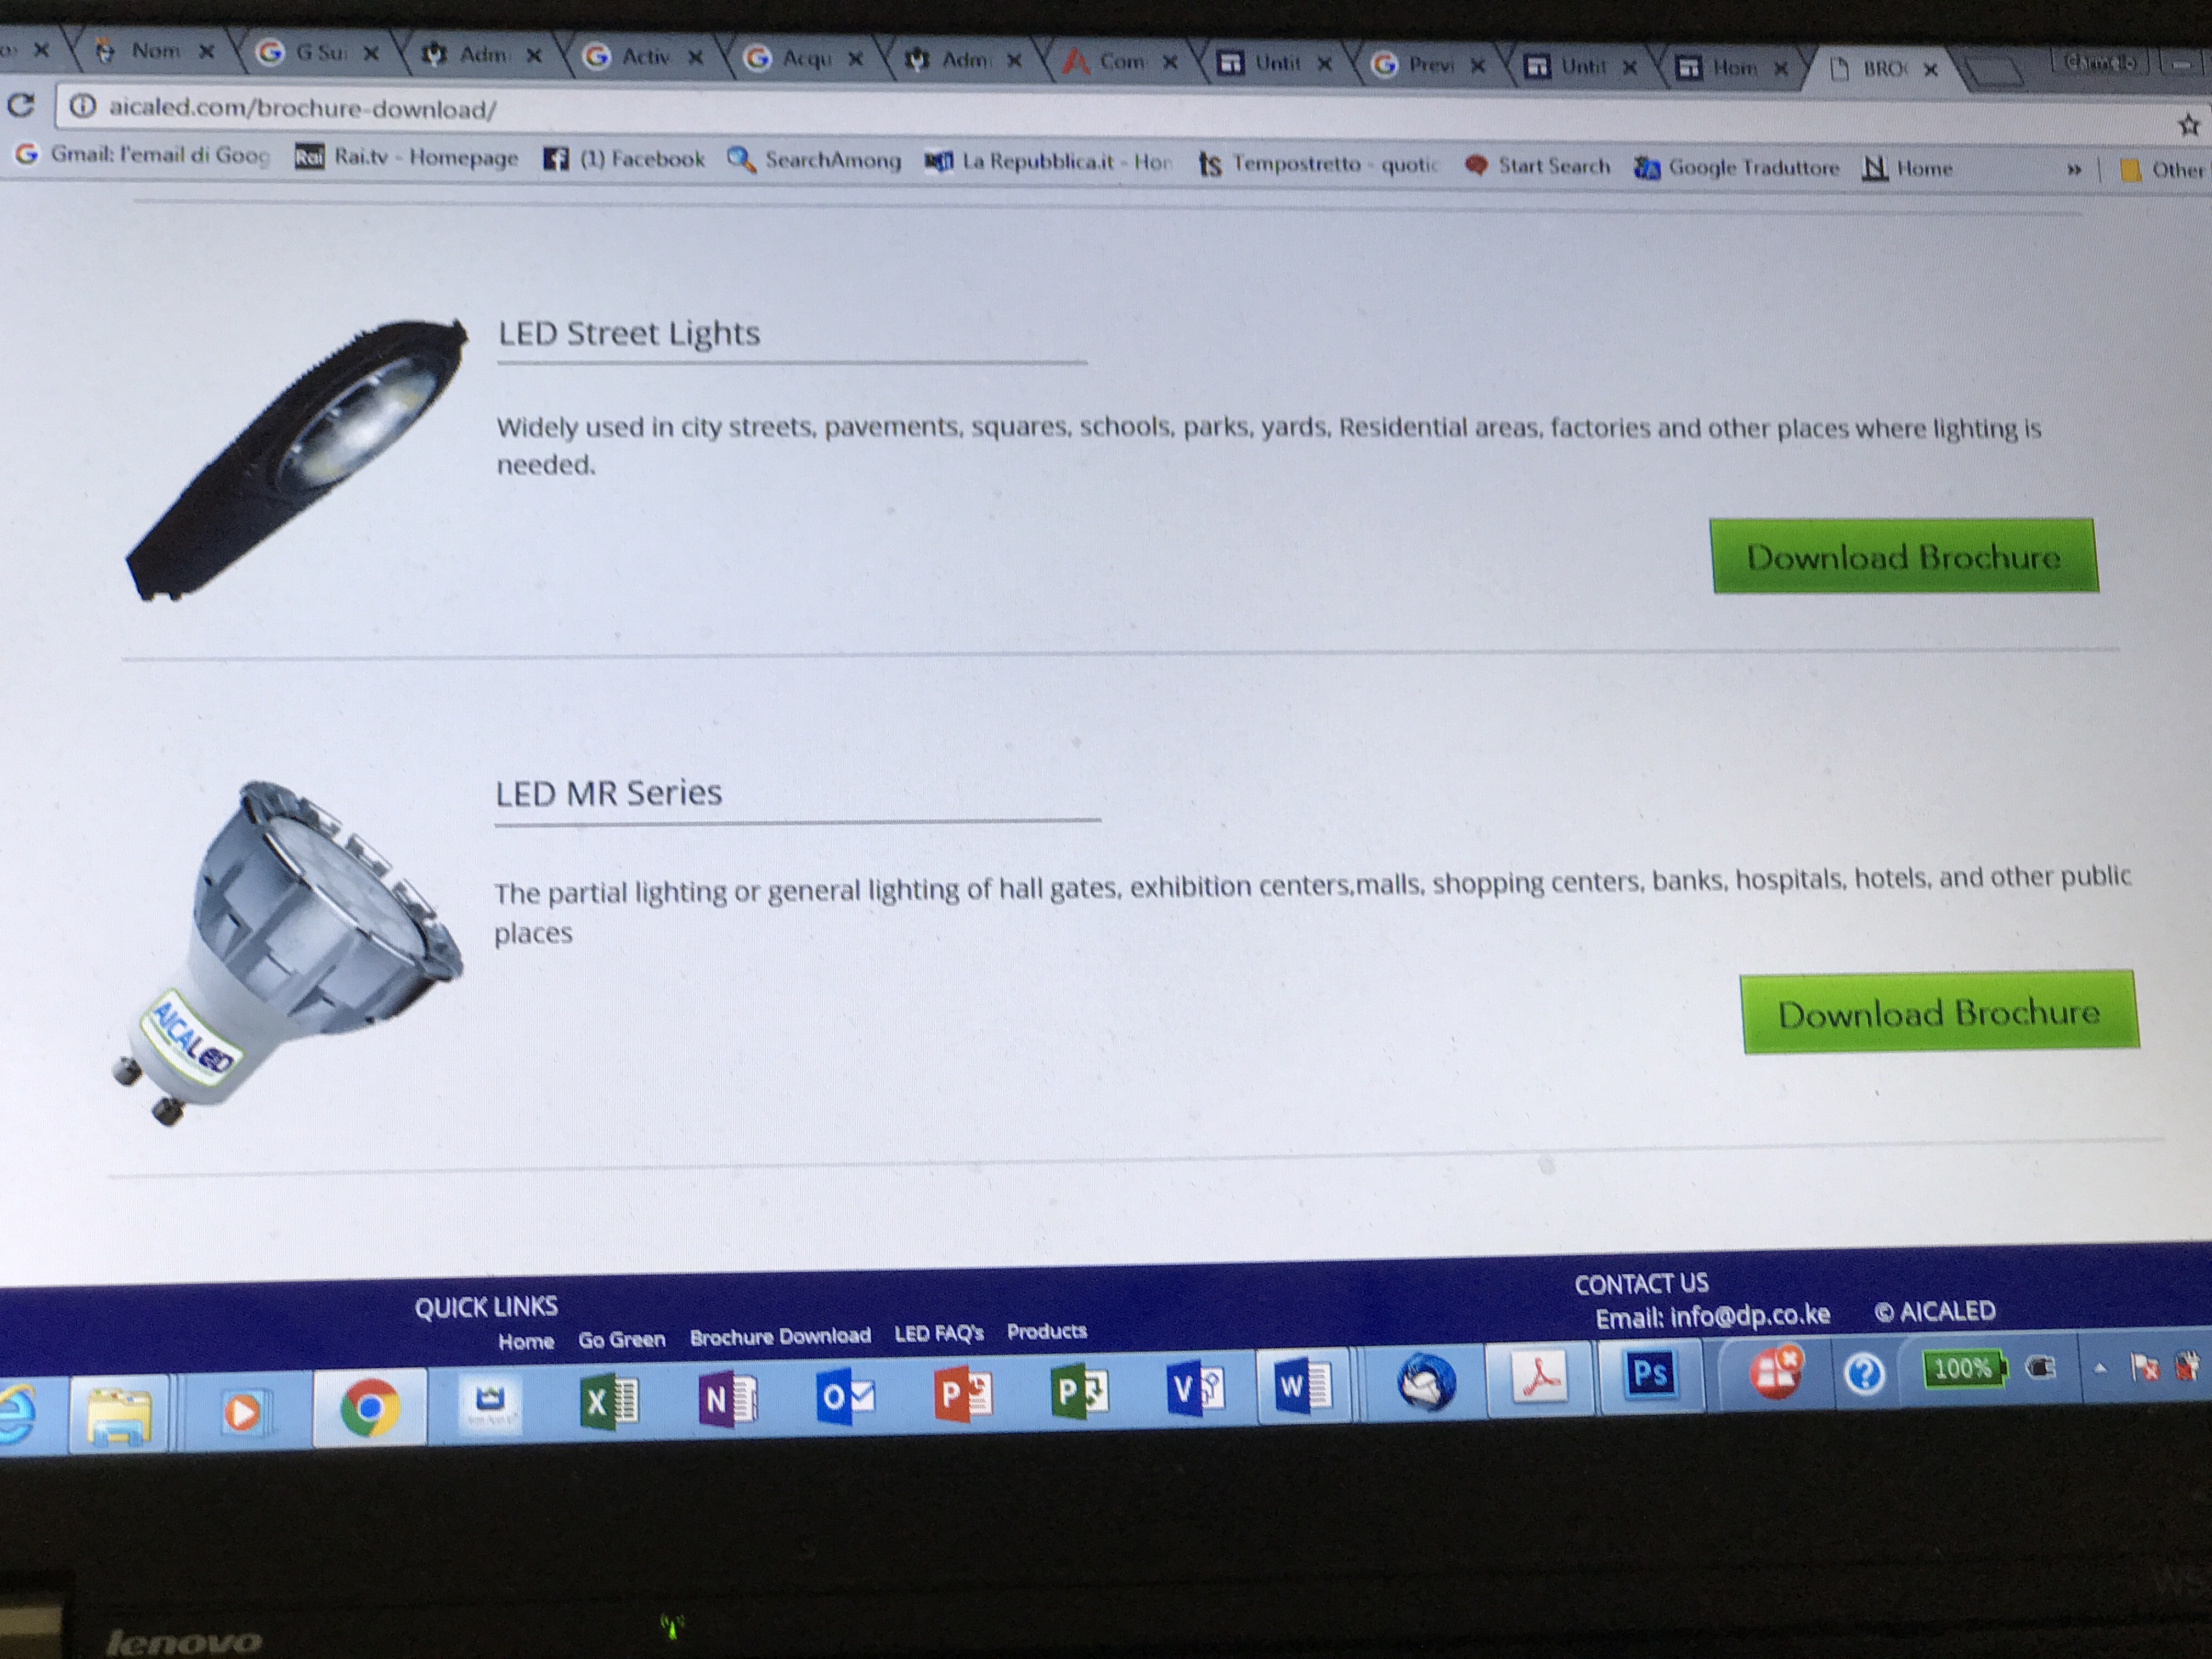 Nom
G Su
Adm
Activ
Acqu
Adm
Com
Untit
Previ
Untit
Hom
BRO
Carmelo
aicaled.com/brochure-download/
Gmail: l'email di Goog
Rai
Rai.tv - Homepage
(1) Facebook
SearchAmong
La Repubblica.it - Hon
ts
Tempostretto - quotic
Start Search
Google Traduttore
N
Home
»
Other
LED Street Lights
Widely used in city streets, pavements, squares, schools, parks, yards, Residential areas, factories and other places where lighting is
needed.
Download Brochure
LED MR Series
The partial lighting or general lighting of hall gates, exhibition centers,malls, shopping centers, banks, hospitals, hotels, and other public
places
AICALED
Download Brochure
QUICK LINKS
Home Go Green Brochure Download LED FAQ's Products
CONTACT US
Email: info@dp.co.ke © AICALED
X
N
O
P
P
V
W
Ps
?
100%
lenovo